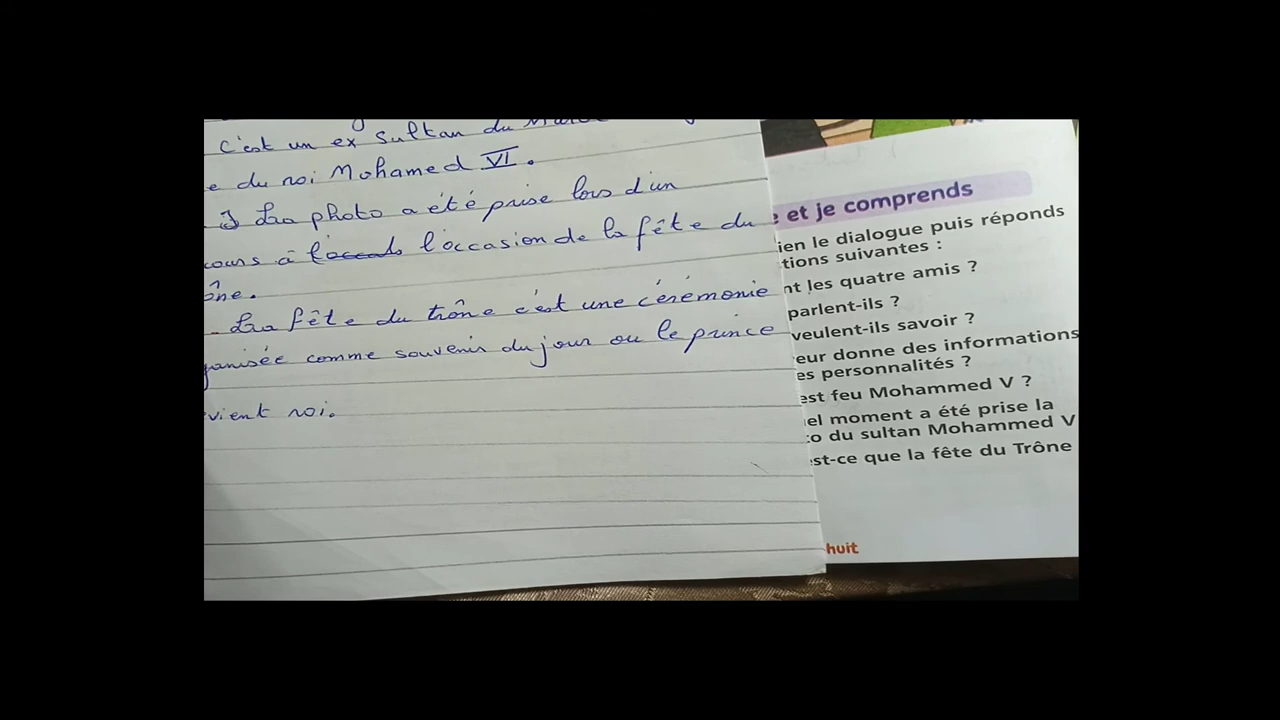 C'est un ex sultan du Maroc
e du roi Mohamed VI.
La photo a été prise lors d'un
cours à l'occasion de la fête du
ône.
- La fête du trône c'est une cérémonie
ganisée comme souvenir du jour ou le prince
vient roi.
e et je comprends
ien le dialogue puis réponds
tions suivantes :
nt les quatre amis ?
parlent-ils ?
veulent-ils savoir ?
eur donne des informations
es personnalités ?
est feu Mohammed V ?
el moment a été prise la
to du sultan Mohammed V
st-ce que la fête du Trône
huit